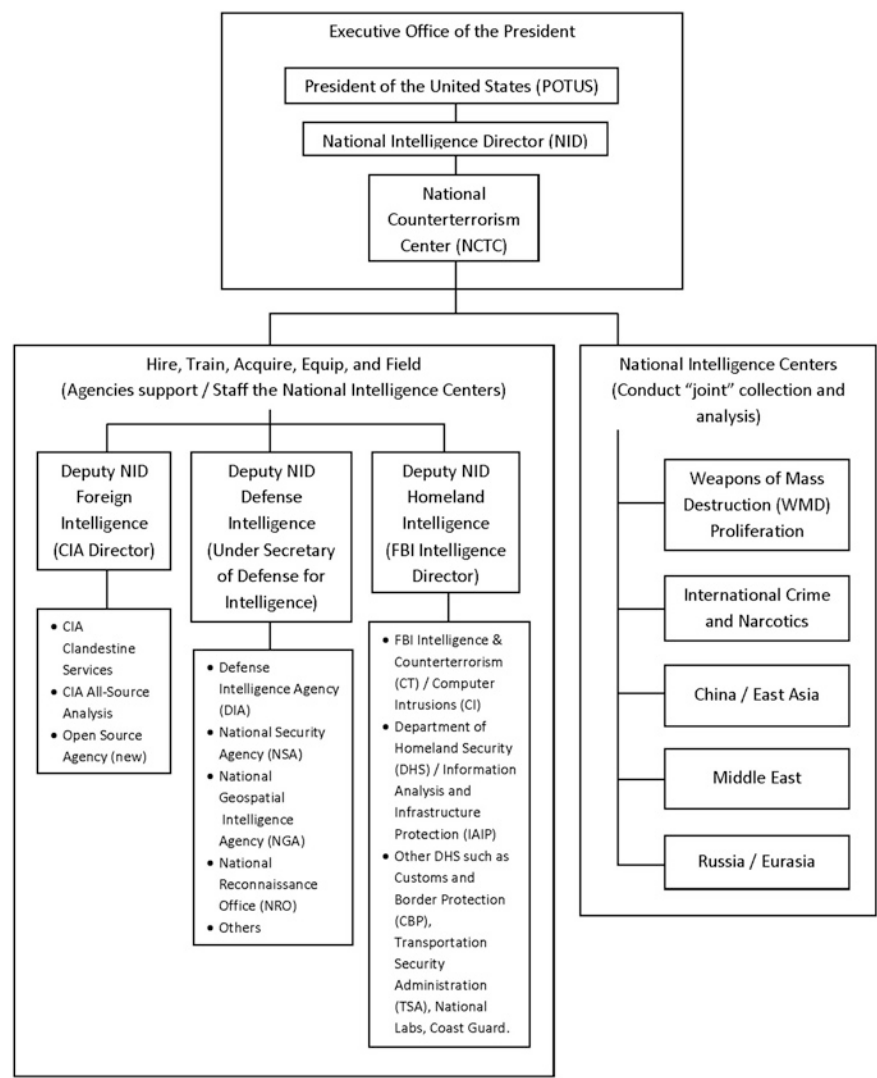 Executive Office of the President
President of the United States (POTUS)
National Intelligence Director (NID)
National
Counterterrorism
Center (NCTC)
Hire, Train, Acquire, Equip, and Field
(Agencies support / Staff the National Intelligence Centers)
Deputy NID
Foreign
Intelligence
(CIA Director)
• CIA
Clandestine
Services
• CIA All-Source
Analysis
• Open Source
Agency (new)
Deputy NID
Defense
Intelligence
(Under Secretary
of Defense for
Intelligence)
• Defense
Intelligence Agency
(DIA)
• National Security
Agency (NSA)
• National
Geospatial
Intelligence
Agency (NGA)
• National
Reconnaissance
Office (NRO)
• Others
Deputy NID
Homeland
Intelligence
(FBI Intelligence
Director)
• FBI Intelligence &
Counterterrorism
(CT) / Computer
Intrusions (CI)
• Department of
Homeland Security
(DHS) / Information
Analysis and
Infrastructure
Protection (IAIP)
• Other DHS such as
Customs and
Border Protection
(CBP),
Transportation
Security
Administration
(TSA), National
Labs, Coast Guard.
National Intelligence Centers
(Conduct “joint” collection and
analysis)
Weapons of Mass
Destruction (WMD)
Proliferation
International Crime
and Narcotics
China / East Asia
Middle East
Russia / Eurasia